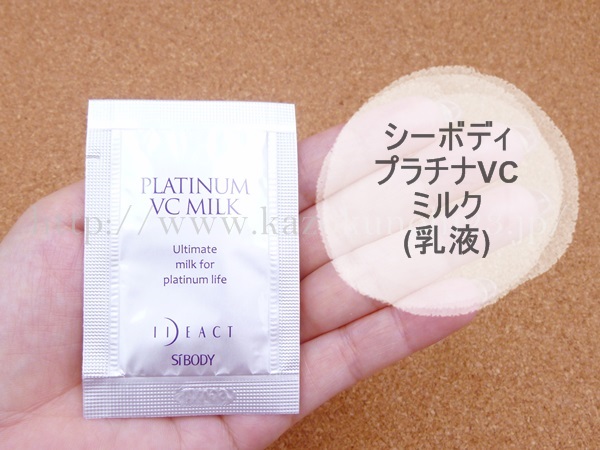 PLATINUM
VC MILK
Ultimate
milk for
platinum life
IDEACT
SíBODY
シーボディ
プラチナVC
ミルク
(乳液)